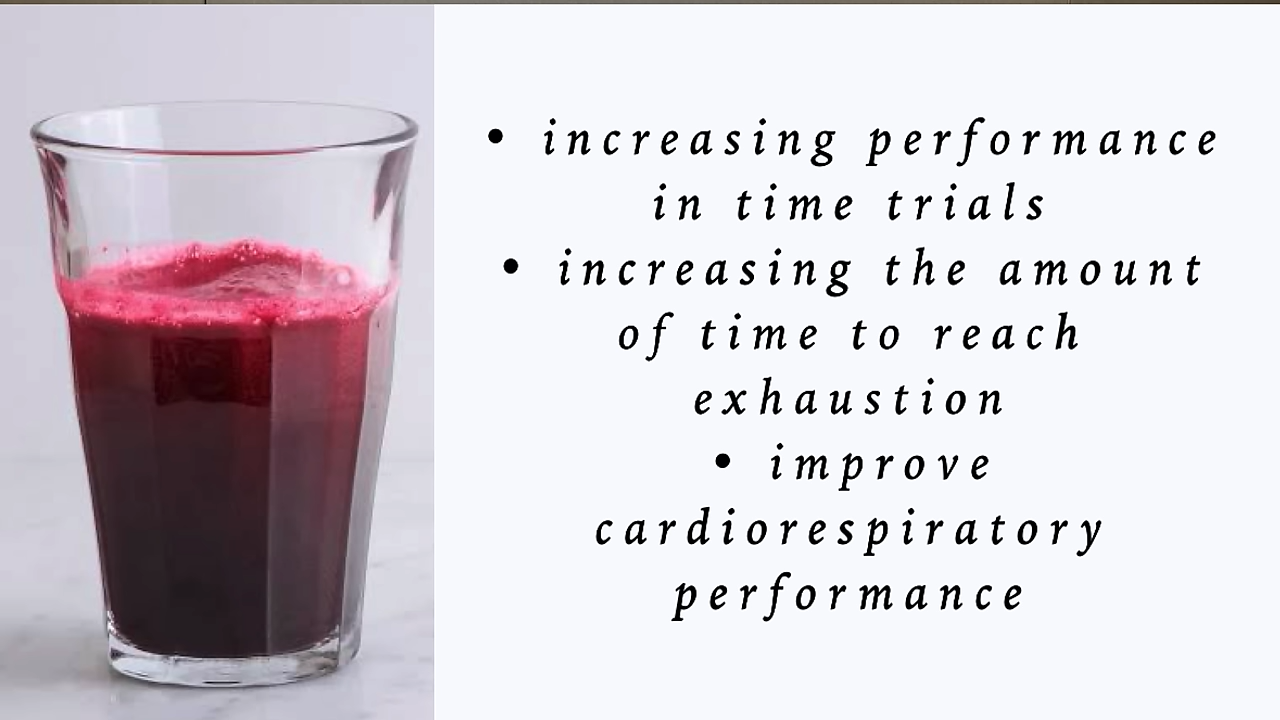 • increasing performance
in time trials
• increasing the amount
of time to reach
exhaustion
• improve
cardiorespiratory
performance